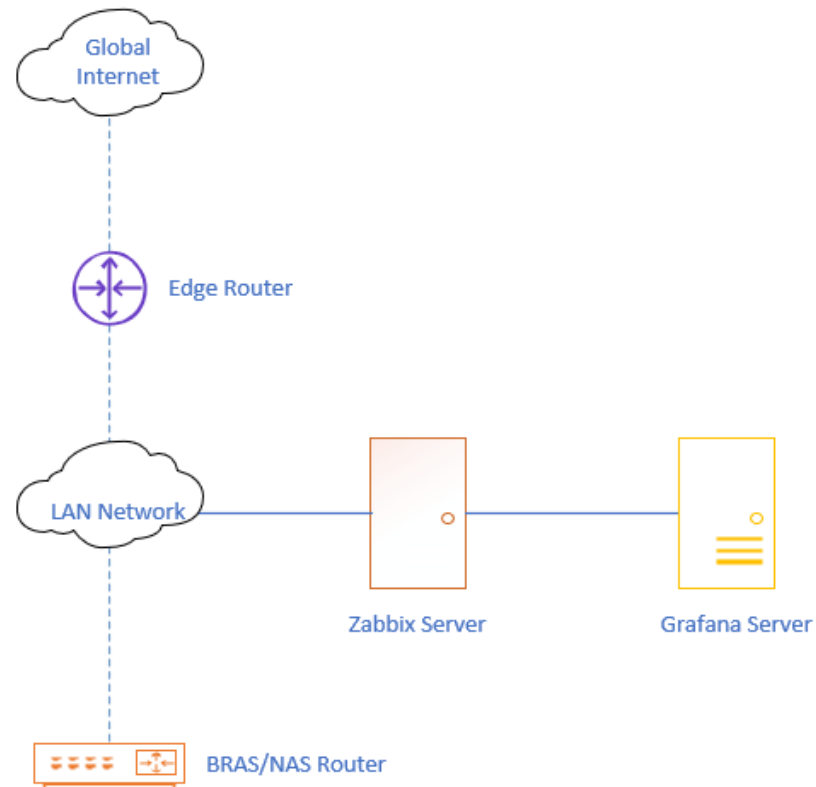 Global
Internet
Edge Router
LAN Network
Zabbix Server
Grafana Server
BRAS/NAS Router